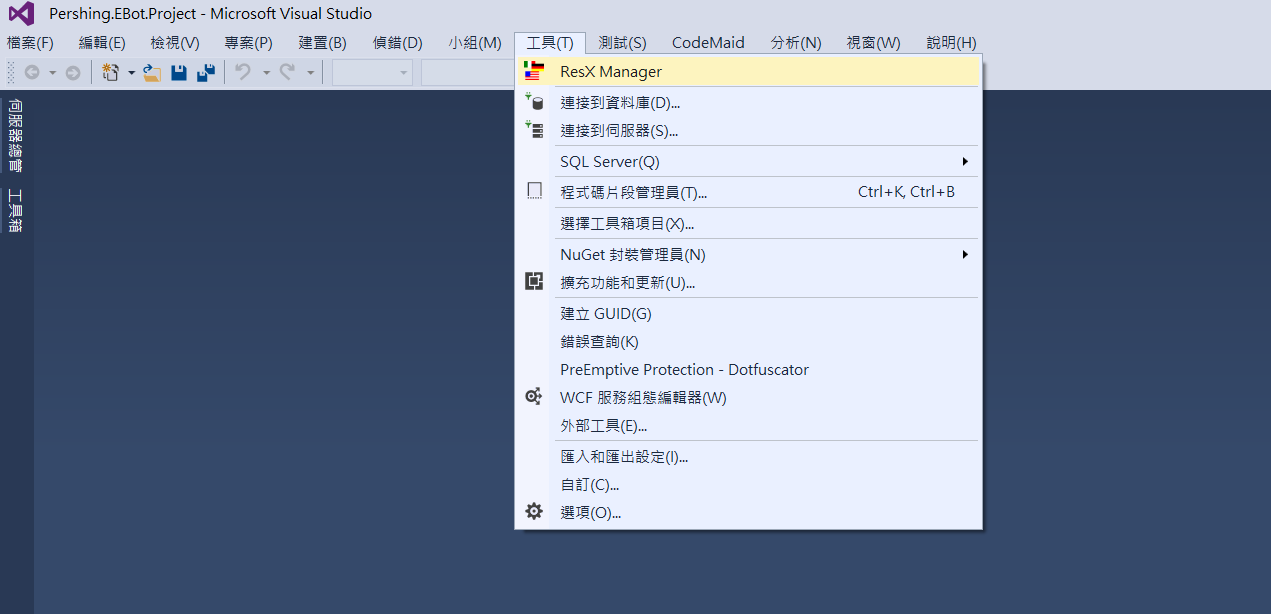 Pershing.EBot.Project - Microsoft Visual Studio
檔案(F) 編輯(E) 檢視(V) 專案(P) 建置(B) 偵錯(D) 小組(M) 工具(T) 測試(S) CodeMaid 分析(N) 視窗(W) 說明(H)
伺服器總管
工具箱
ResX Manager
連接到資料庫(D)...
連接到伺服器(S)...
SQL Server(Q)
程式碼片段管理員(T)... Ctrl+K, Ctrl+B
選擇工具箱項目(X)...
NuGet 封裝管理員(N)
擴充功能和更新(U)...
建立 GUID(G)
錯誤查詢(K)
PreEmptive Protection - Dotfuscator
WCF 服務組態編輯器(W)
外部工具(E)...
匯入和匯出設定(I)...
自訂(C)...
選項(O)...